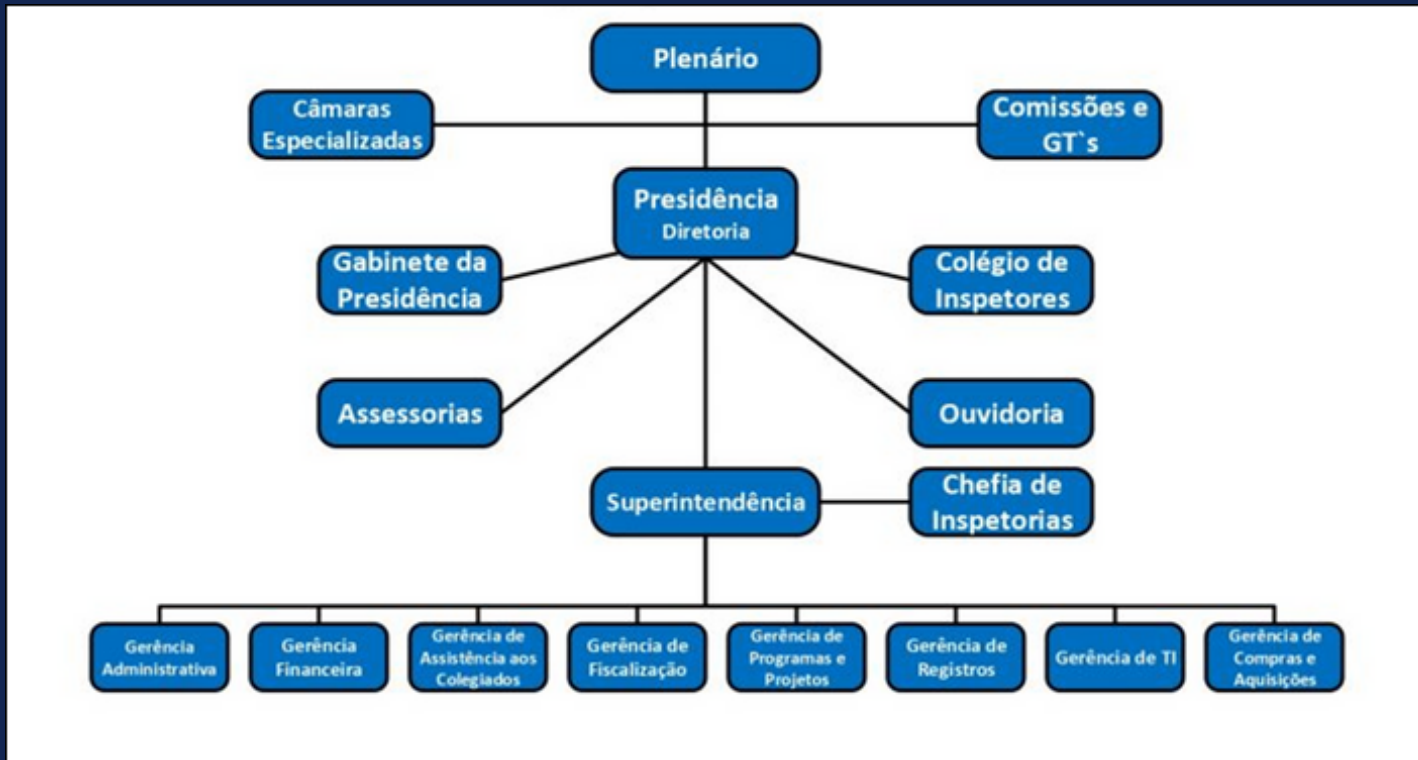 Plenário
Câmaras
Especializadas
Comissões e
GT`s
Presidência
Diretoria
Gabinete da
Presidência
Colégio de
Inspetores
Assessorias
Ouvidoria
Superintendência
Chefia de
Inspetorias
Gerência
Administrativa
Gerência
Financeira
Gerência de
Assistência aos
Colegiados
Gerência de
Fiscalização
Gerência de
Programas e
Projetos
Gerência de
Registros
Gerência de TI
Gerência de
Compras e
Aquisições